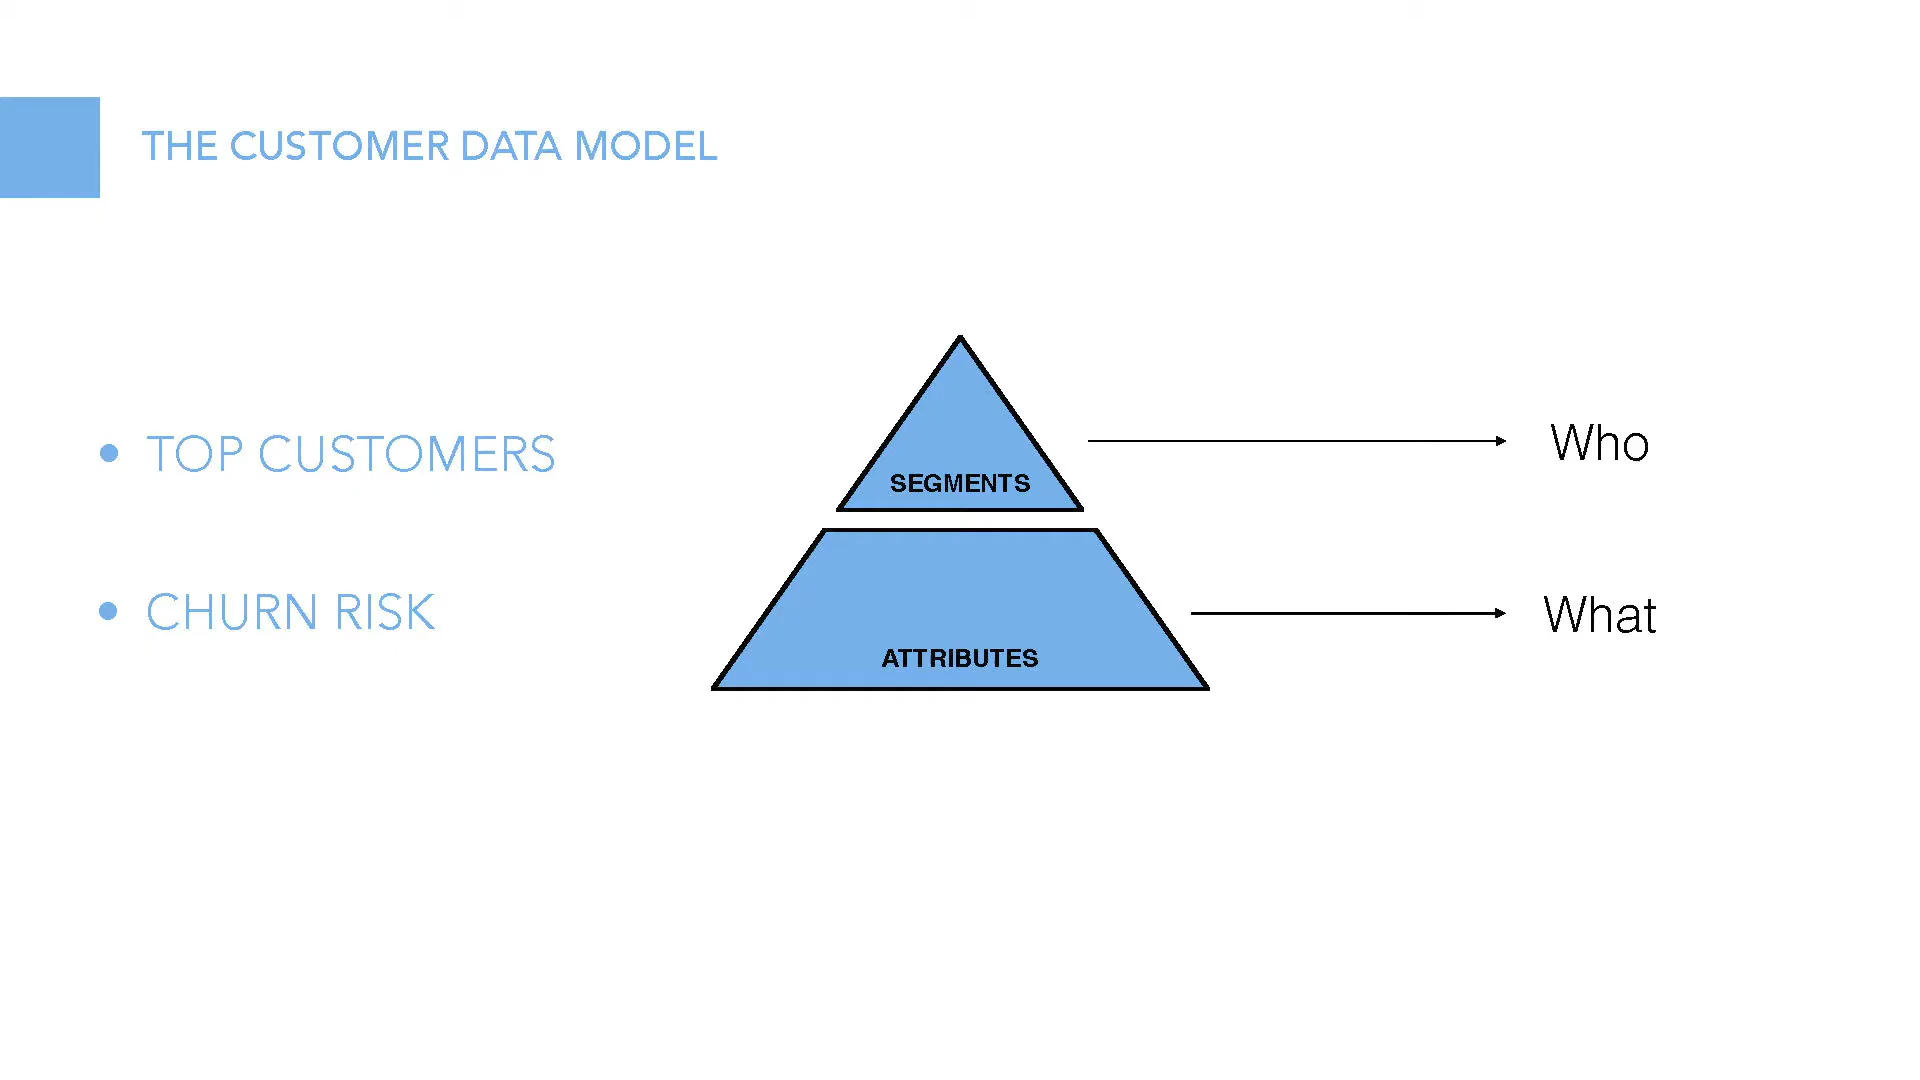 THE CUSTOMER DATA MODEL
• TOP CUSTOMERS
• CHURN RISK
SEGMENTS
ATTRIBUTES
Who
What